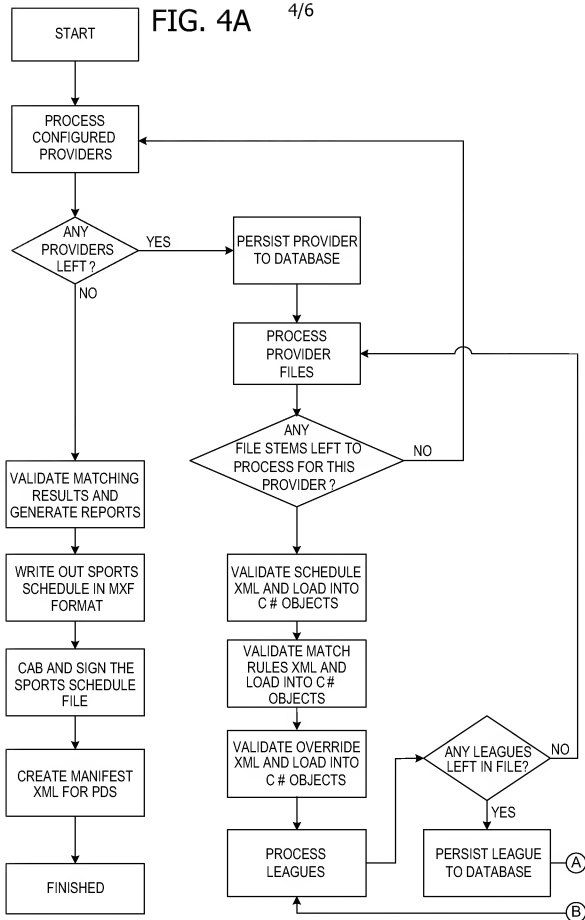 FIG. 4A
4/6
START
PROCESS
CONFIGURED
PROVIDERS
ANY
PROVIDERS
LEFT ?
YES
NO
PERSIST PROVIDER
TO DATABASE
PROCESS
PROVIDER
FILES
ANY
FILE STEMS LEFT TO
PROCESS FOR THIS
PROVIDER ?
NO
VALIDATE MATCHING
RESULTS AND
GENERATE REPORTS
WRITE OUT SPORTS
SCHEDULE IN MXF
FORMAT
CAB AND SIGN THE
SPORTS SCHEDULE
FILE
CREATE MANIFEST
XML FOR PDS
FINISHED
VALIDATE SCHEDULE
XML AND LOAD INTO
C # OBJECTS
VALIDATE MATCH
RULES XML AND
LOAD INTO C #
OBJECTS
VALIDATE OVERRIDE
XML AND LOAD INTO
C # OBJECTS
PROCESS
LEAGUES
ANY LEAGUES
LEFT IN FILE?
NO
YES
PERSIST LEAGUE
TO DATABASE
A
B